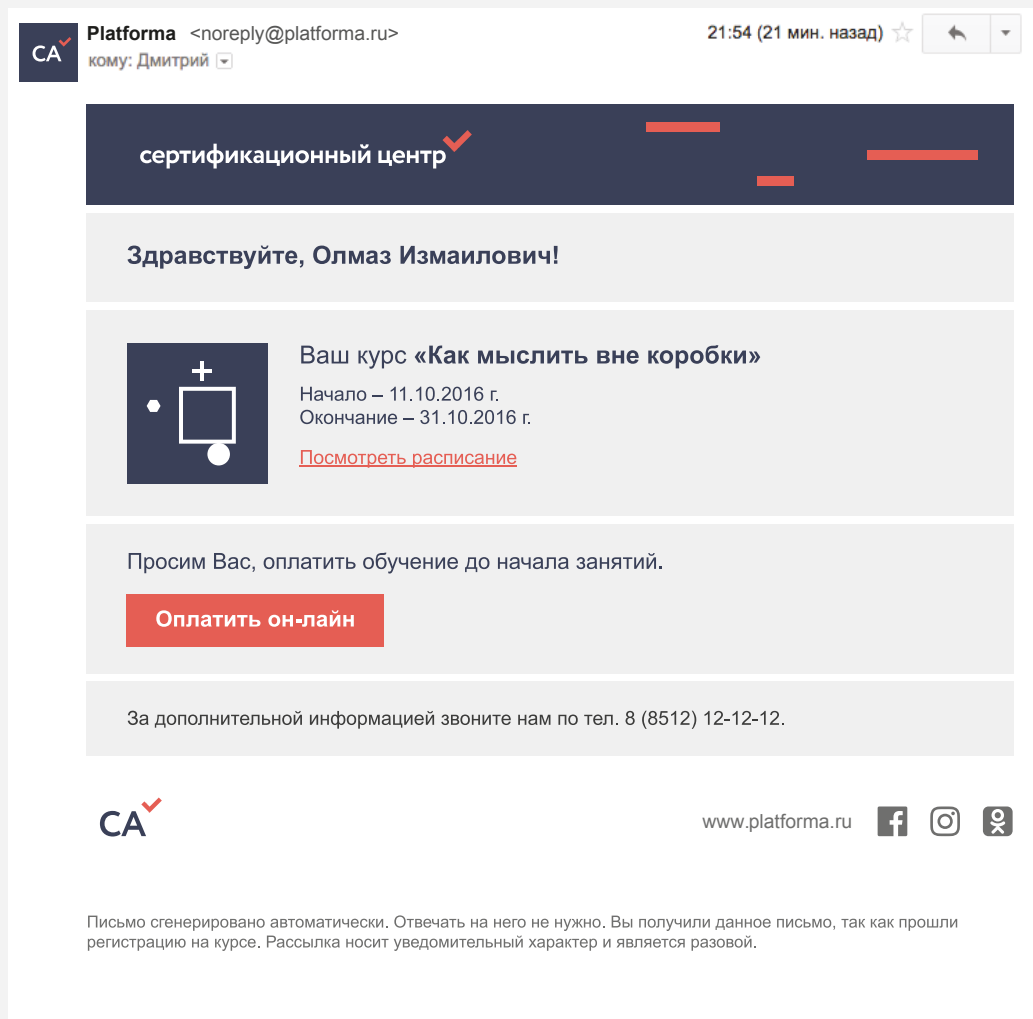 CA
Platforma <noreply@platforma.ru>
21:54 (21 мин. назад)
кому: Дмитрий
сертификационный центр
Здравствуйте, Олмаз Измаилович!
Ваш курс «Как мыслить вне коробки»
Начало – 11.10.2016 г.
Окончание – 31.10.2016 г.
Посмотреть расписание
Просим Вас, оплатить обучение до начала занятий.
Оплатить он-лайн
За дополнительной информацией звоните нам по тел. 8 (8512) 12-12-12.
CA
www.platforma.ru
Письмо сгенерировано автоматически. Отвечать на него не нужно. Вы получили данное письмо, так как прошли
регистрацию на курсе. Рассылка носит уведомительный характер и является разовой.